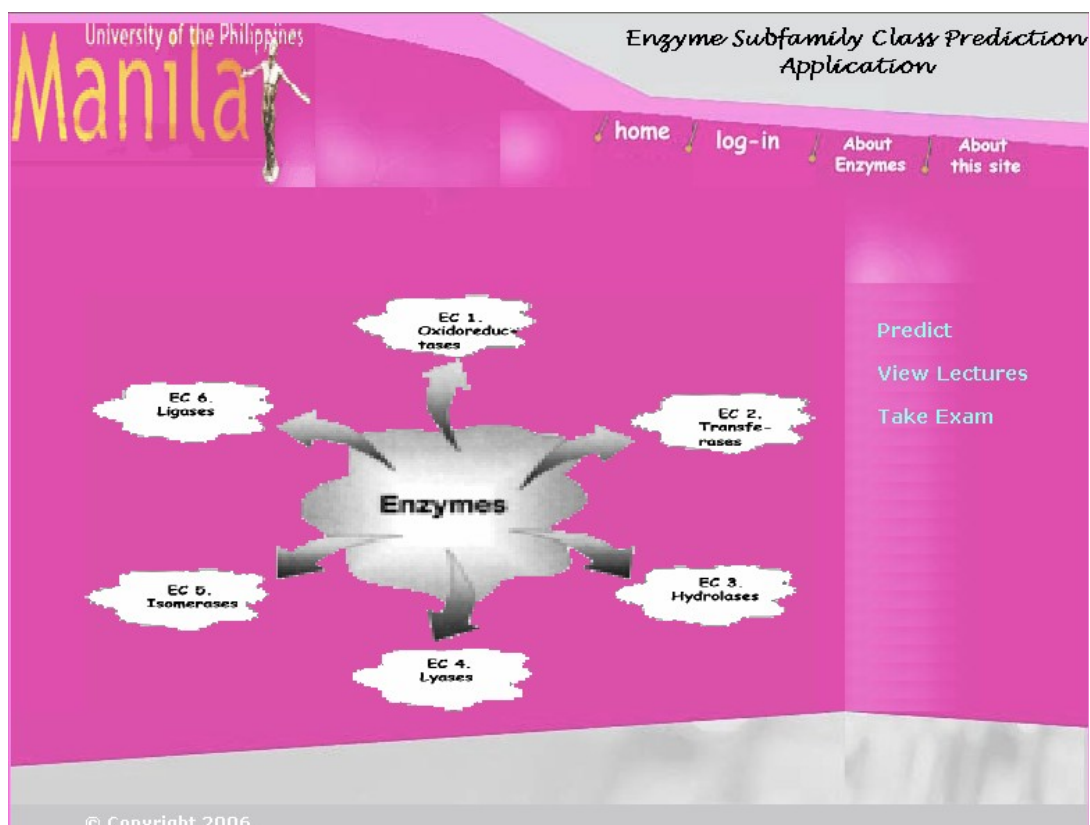 University of the Philippines
Manila
Enzyme Subfamily Class Prediction
Application
home
log-in
About
Enzymes
About
this site
EC 1.
Oxidoreduc-
tases
EC 6.
Ligases
EC 2.
Transfe-
rases
Predict
View Lectures
Take Exam
Enzymes
EC 5.
Isomerases
EC 3.
Hydrolases
EC 4.
Lyases
© Copyright 2006